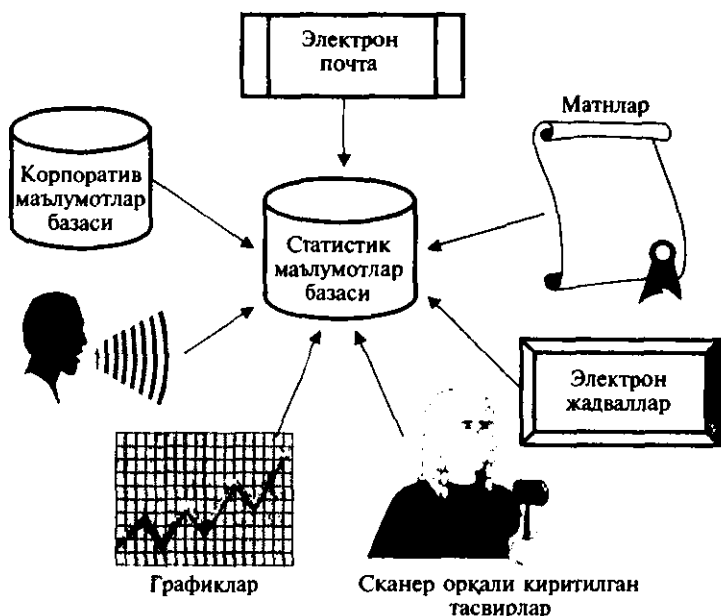 Электрон
почта
Матнлар
Корпоратив
маълумотлар
базаси
Статистик
маълумотлар
базаси
Электрон
жадваллар
Графиклар
Сканер орқали киритилган
тасвирлар